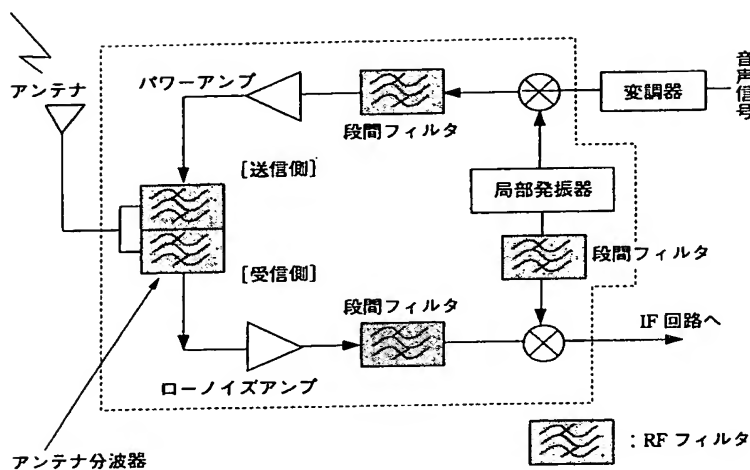 アンテナ
パワーアンプ
段間フィルタ
変調器
音声信号
[送信側]
局部発振器
段間フィルタ
[受信側]
段間フィルタ
IF 回路へ
ローノイズアンプ
アンテナ分波器
：RF フィルタ